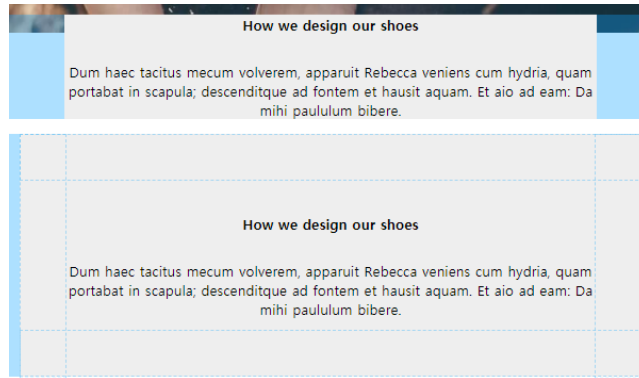 How we design our shoes
Dum haec tacitus mecum volverem, apparuit Rebecca veniens cum hydria, quam
portabat in scapula; descenditque ad fontem et hausit aquam. Et aio ad eam: Da
mihi paululum bibere.
How we design our shoes
Dum haec tacitus mecum volverem, apparuit Rebecca veniens cum hydria, quam
portabat in scapula; descenditque ad fontem et hausit aquam. Et aio ad eam: Da
mihi paululum bibere.